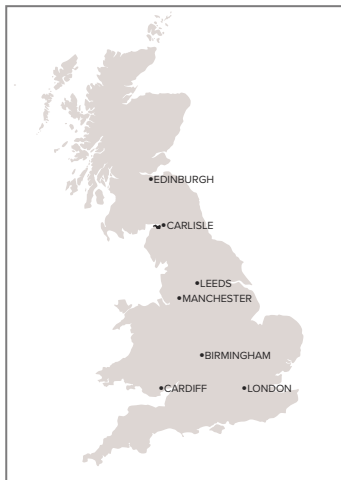 EDINBURGH
CARLISLE
LEEDS
MANCHESTER
BIRMINGHAM
CARDIFF
LONDON